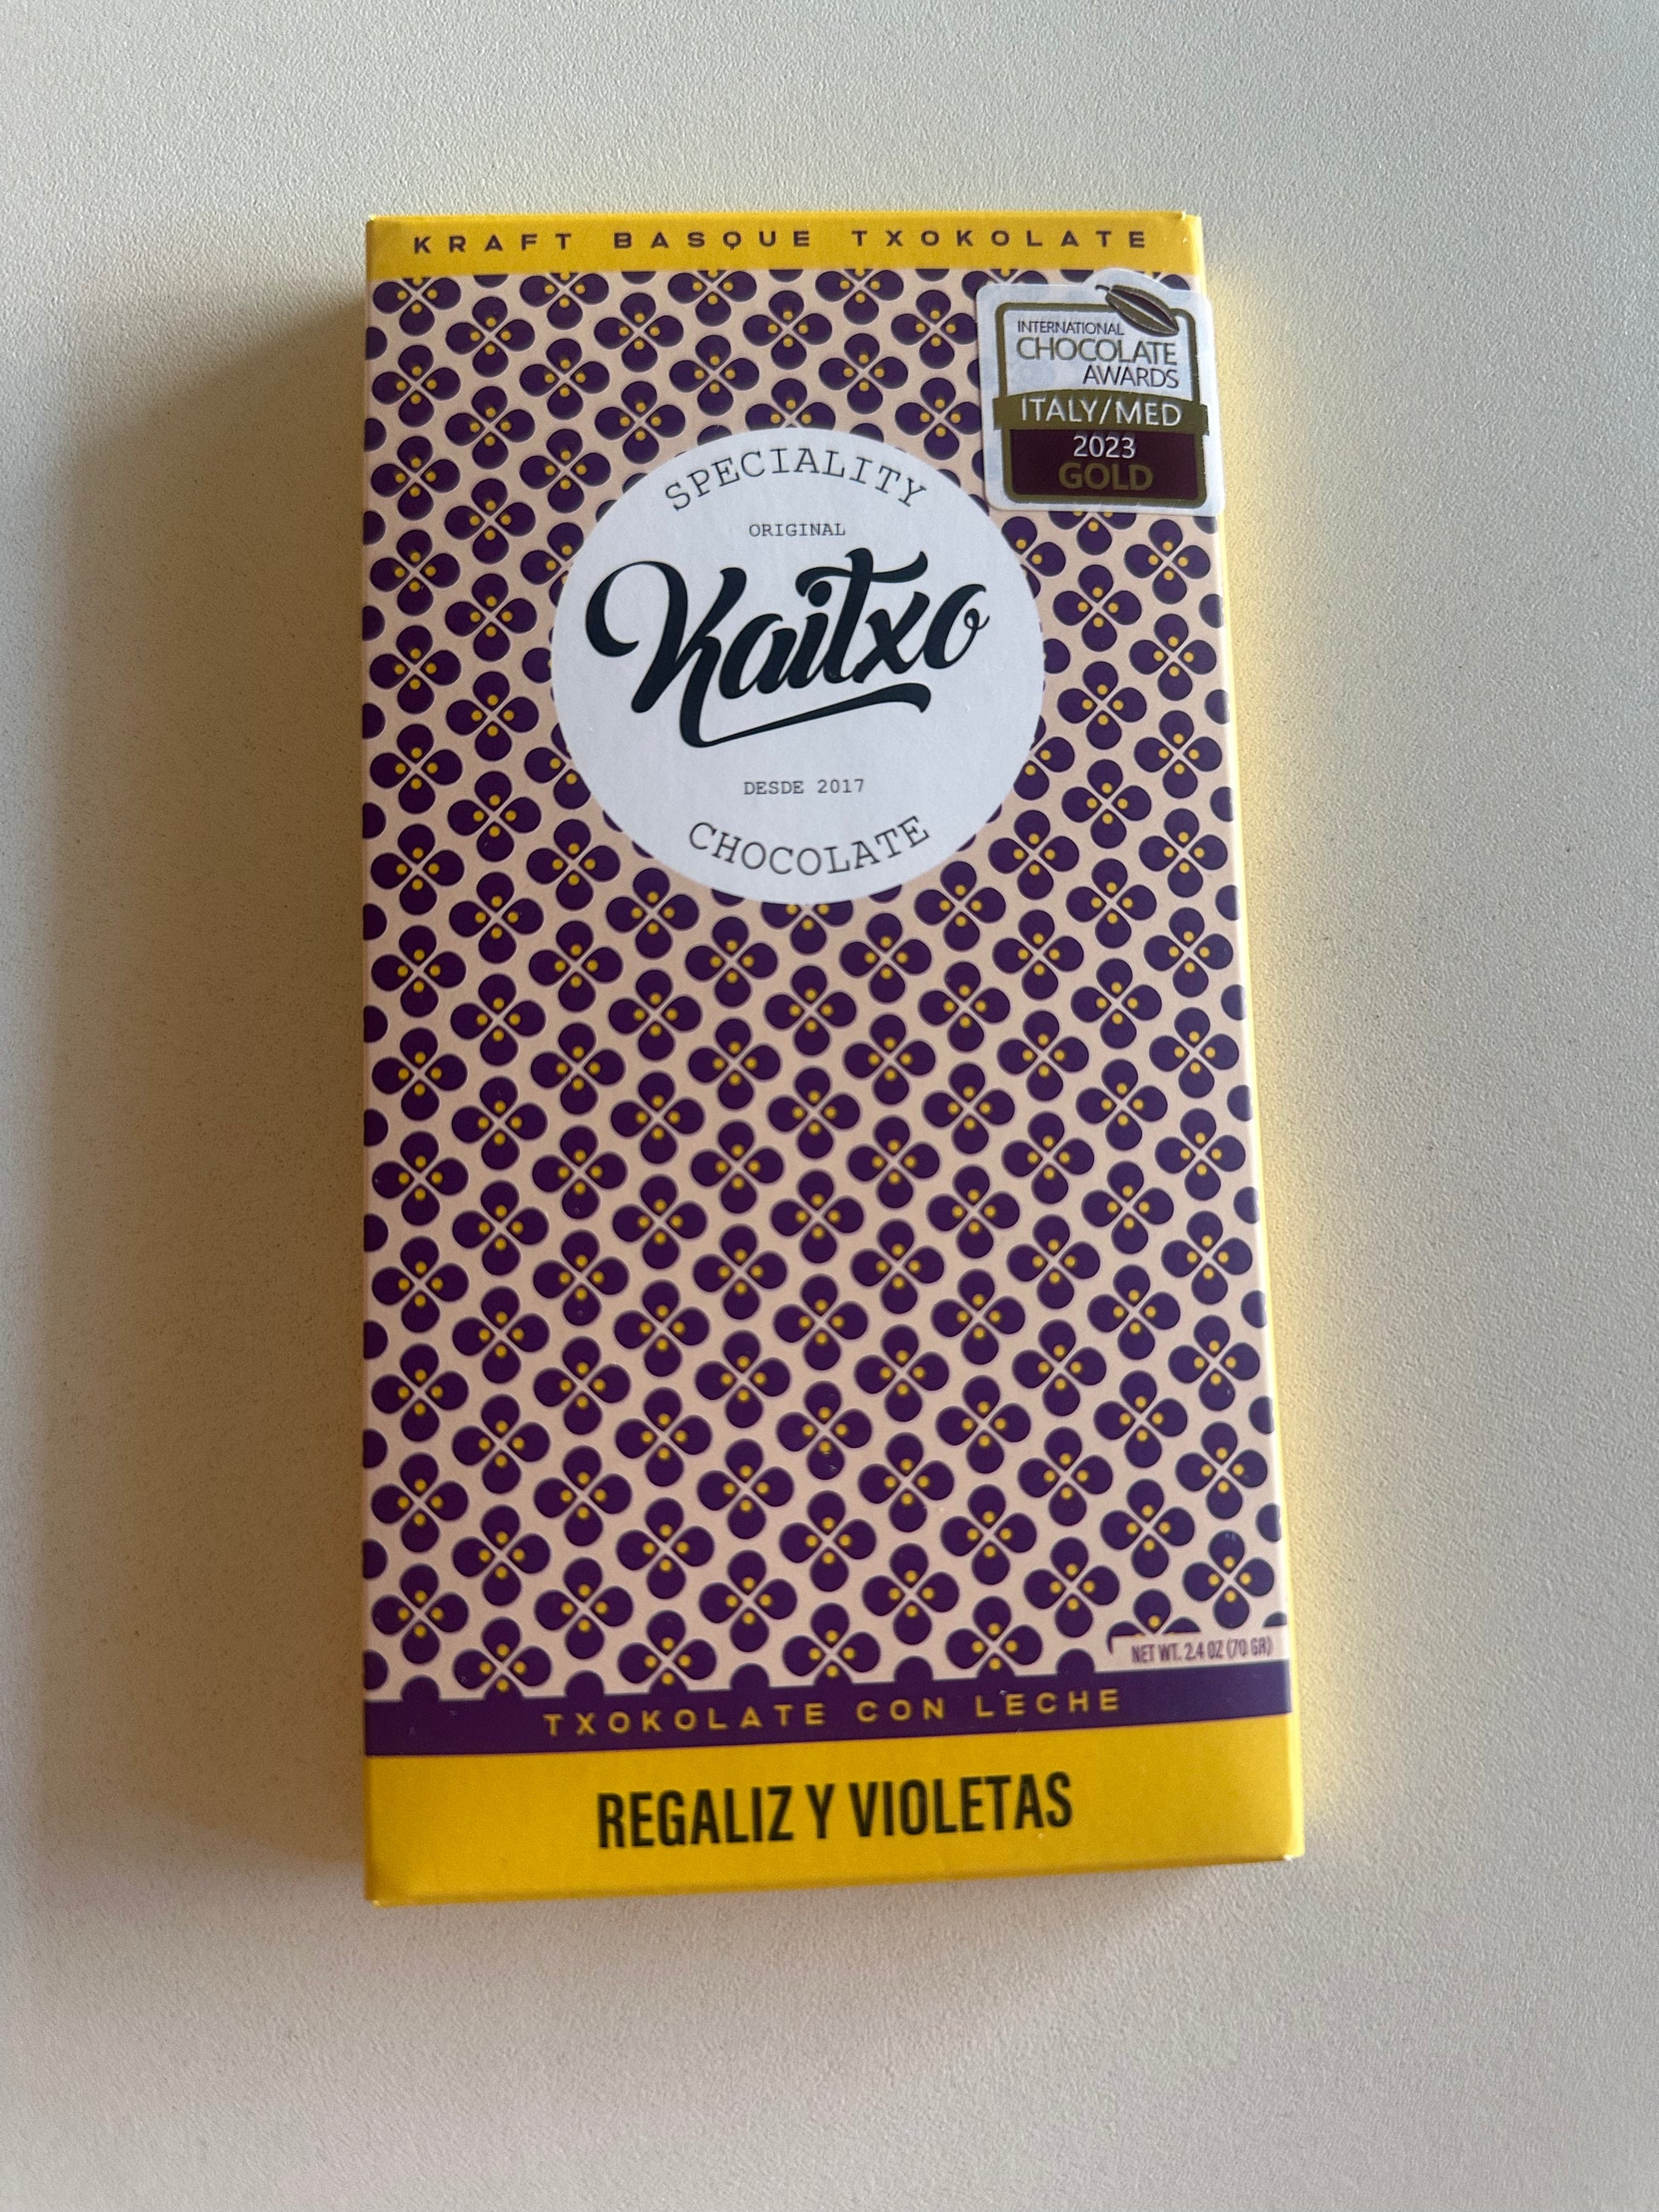 KRAFT BASQUE TXOKOLATE
INTERNATIONAL
CHOCOLATE
AWARDS
ITALY/MED
2023
GOLD
SPECIALITY
ORIGINAL
Kaitxo
DESDE 2017
CHOCOLATE
NET WT. 2.4 OZ (70 GR)
TXOKOLATE CON LECHE
REGALIZ Y VIOLETAS